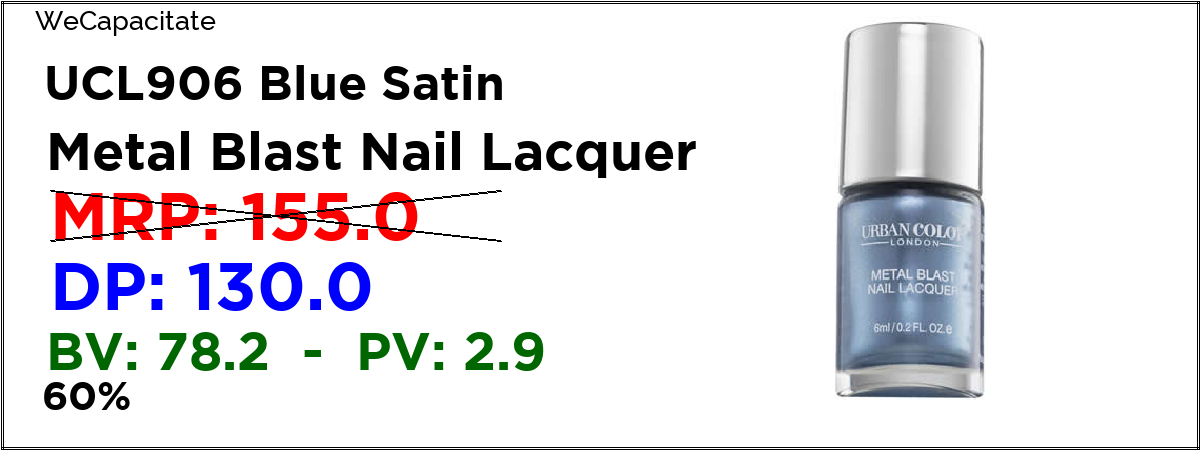 WeCapacitate
UCL906 Blue Satin
Metal Blast Nail Lacquer
MRP: 155.0
DP: 130.0
BV: 78.2 - PV: 2.9
60%
URBAN COLOR
LONDON
METAL BLAST
NAIL LACQUER
6ml/0.2 FL. OZ. e